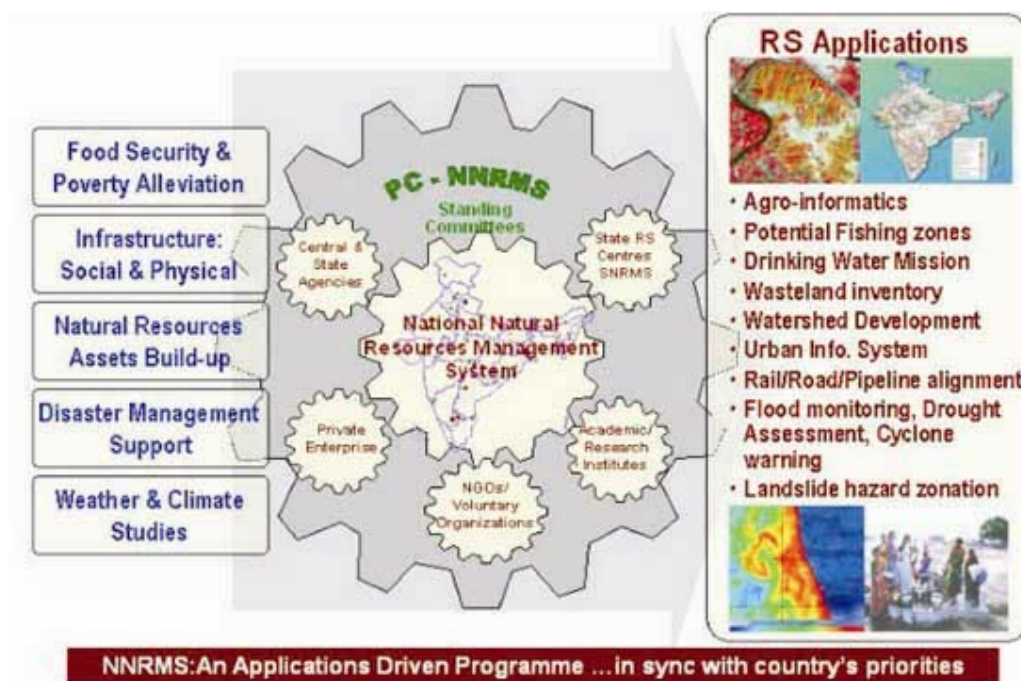 Food Security &
Poverty Alleviation
Infrastructure:
Social & Physical
Natural Resources
Assets Build-up
Disaster Management
Support
Weather & Climate
Studies
PC - NNRMS
Standing
Committees
Central &
State
Agencies
State RS
Centres
SNRMS
National Natural
Resources Management
System
Private
Enterprise
Academic/
Research
Institutes
NGOs/
Voluntary
Organizations
RS Applications
• Agro-informatics
• Potential Fishing zones
• Drinking Water Mission
• Wasteland inventory
• Watershed Development
• Urban Info. System
• Rail/Road/Pipeline alignment
• Flood monitoring, Drought
Assessment, Cyclone
warning
• Landslide hazard zonation
NNRMS:An Applications Driven Programme ...in sync with country's priorities